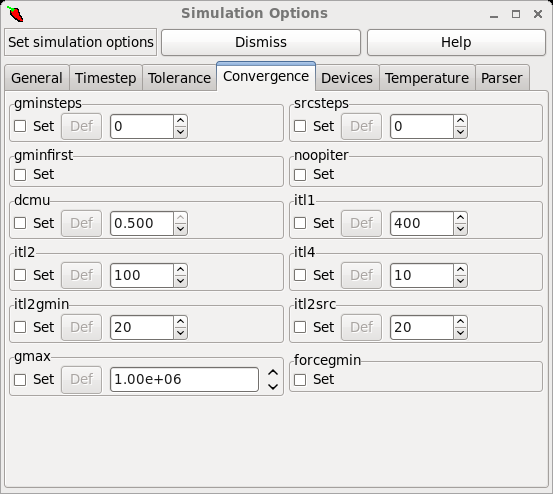 Simulation Options
Set simulation options Dismiss Help
General Timestep Tolerance Convergence Devices Temperature Parser
gminsteps srcsteps
Set Def 0 Set Def 0
gminfirst noopiter
Set Set
dcmu itl1
Set Def 0.500 Set Def 400
itl2 itl4
Set Def 100 Set Def 10
itl2gmin itl2src
Set Def 20 Set Def 20
gmax forcegmin
Set Def 1.00e+06 Set